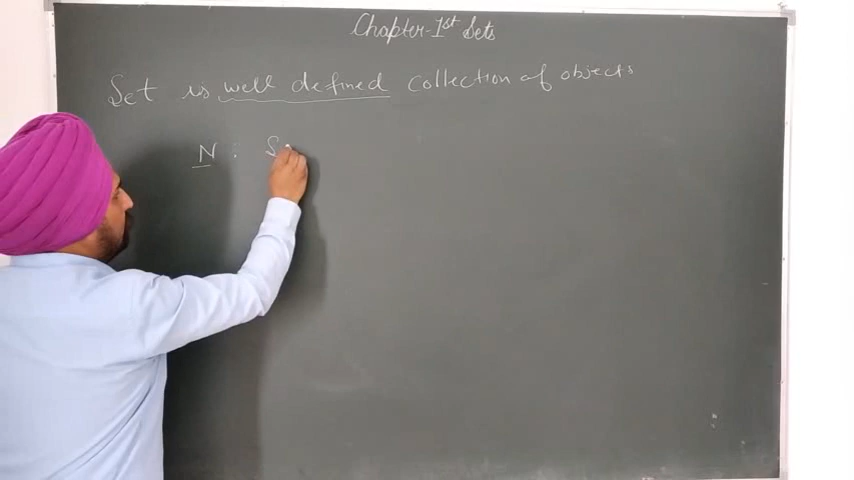 Chapter-1st Sets
Set is well defined collection of objects
N : S